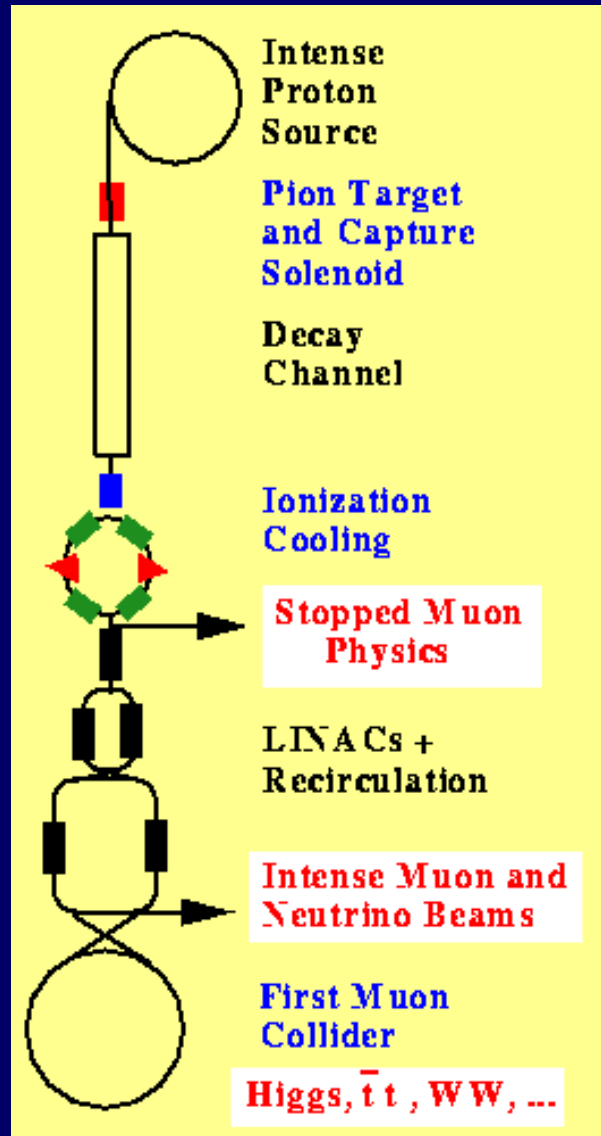 Intense
Proton
Source
Pion Target
and Capture
Solenoid
Decay
Channel
Ionization
Cooling
Stopped Muon
Physics
LINACs +
Recirculation
Intense Muon and
Neutrino Beams
First Muon
Collider
Higgs, t̄ t , WW, ...